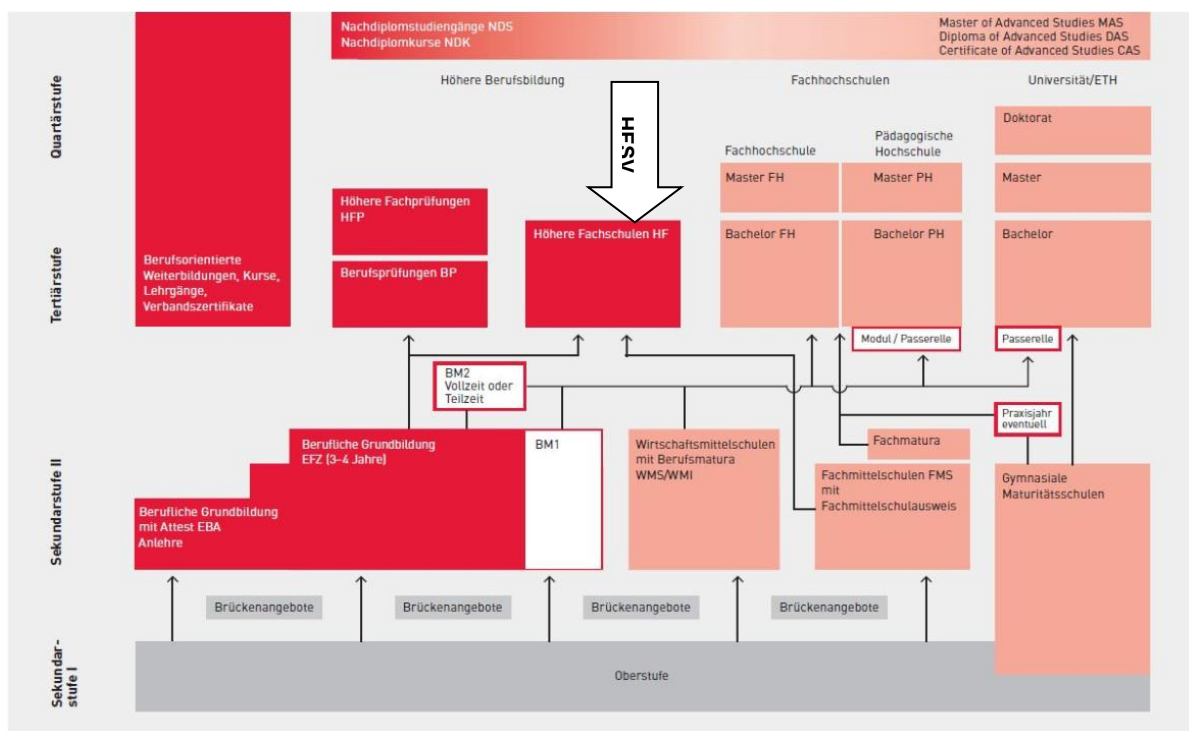 Nachdiplomstudiengänge NDS
Nachdiplomkurse NDK
Master of Advanced Studies MAS
Diploma of Advanced Studies DAS
Certificate of Advanced Studies CAS
Quartärstufe
Höhere Berufsbildung
Fachhochschulen
Universität/ETH
HFSV
Doktorat
Fachhochschule
Pädagogische
Hochschule
Master FH
Master PH
Master
Höhere Fachprüfungen
HFP
Tertiärstufe
Höhere Fachschulen HF
Bachelor FH
Bachelor PH
Bachelor
Berufsorientierte
Weiterbildungen, Kurse,
Lehrgänge,
Verbandszertifikate
Berufsprüfungen BP
Modul / Passerelle
Passerelle
BM2
Vollzeit oder
Teilzeit
Praxisjahr
eventuell
Sekundarstufe II
Berufliche Grundbildung
EFZ (3–4 Jahre)
BM1
Wirtschaftsmittelschulen
mit Berufsmatura
WMS/WMI
Fachmatura
Fachmittelschulen FMS
mit
Fachmittelschulausweis
Gymnasiale
Maturitätsschulen
Berufliche Grundbildung
mit Attest EBA
Anlehre
Brückenangebote
Brückenangebote
Brückenangebote
Brückenangebote
Sekundar-
stufe I
Oberstufe